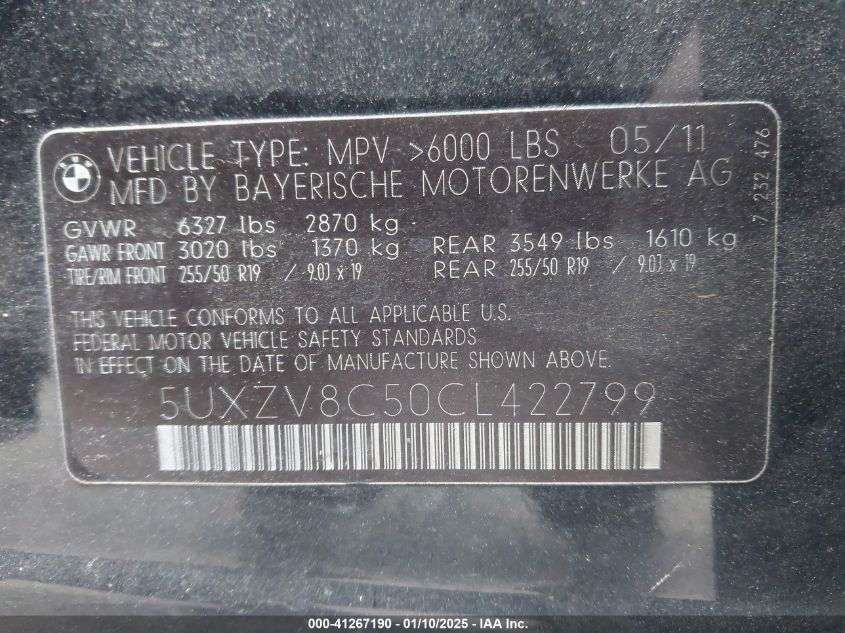 BMW
VEHICLE TYPE: MPV >6000 LBS 05/11
MFD BY BAYERISCHE MOTORENWERKE AG
7 232 476
GVWR 6327 lbs 2870 kg
GAWR FRONT 3020 lbs 1370 kg REAR 3549 lbs 1610 kg
TIRE/RIM FRONT 255/50 R19 / 9.0J x 19 REAR 255/50 R19 / 9.0J x 19
THIS VEHICLE CONFORMS TO ALL APPLICABLE U.S.
FEDERAL MOTOR VEHICLE SAFETY STANDARDS
IN EFFECT ON THE DATE OF MANUFACTURE SHOWN ABOVE.
5UXZV8C50CL422799
000-41267190 - 01/10/2025 - IAA Inc.